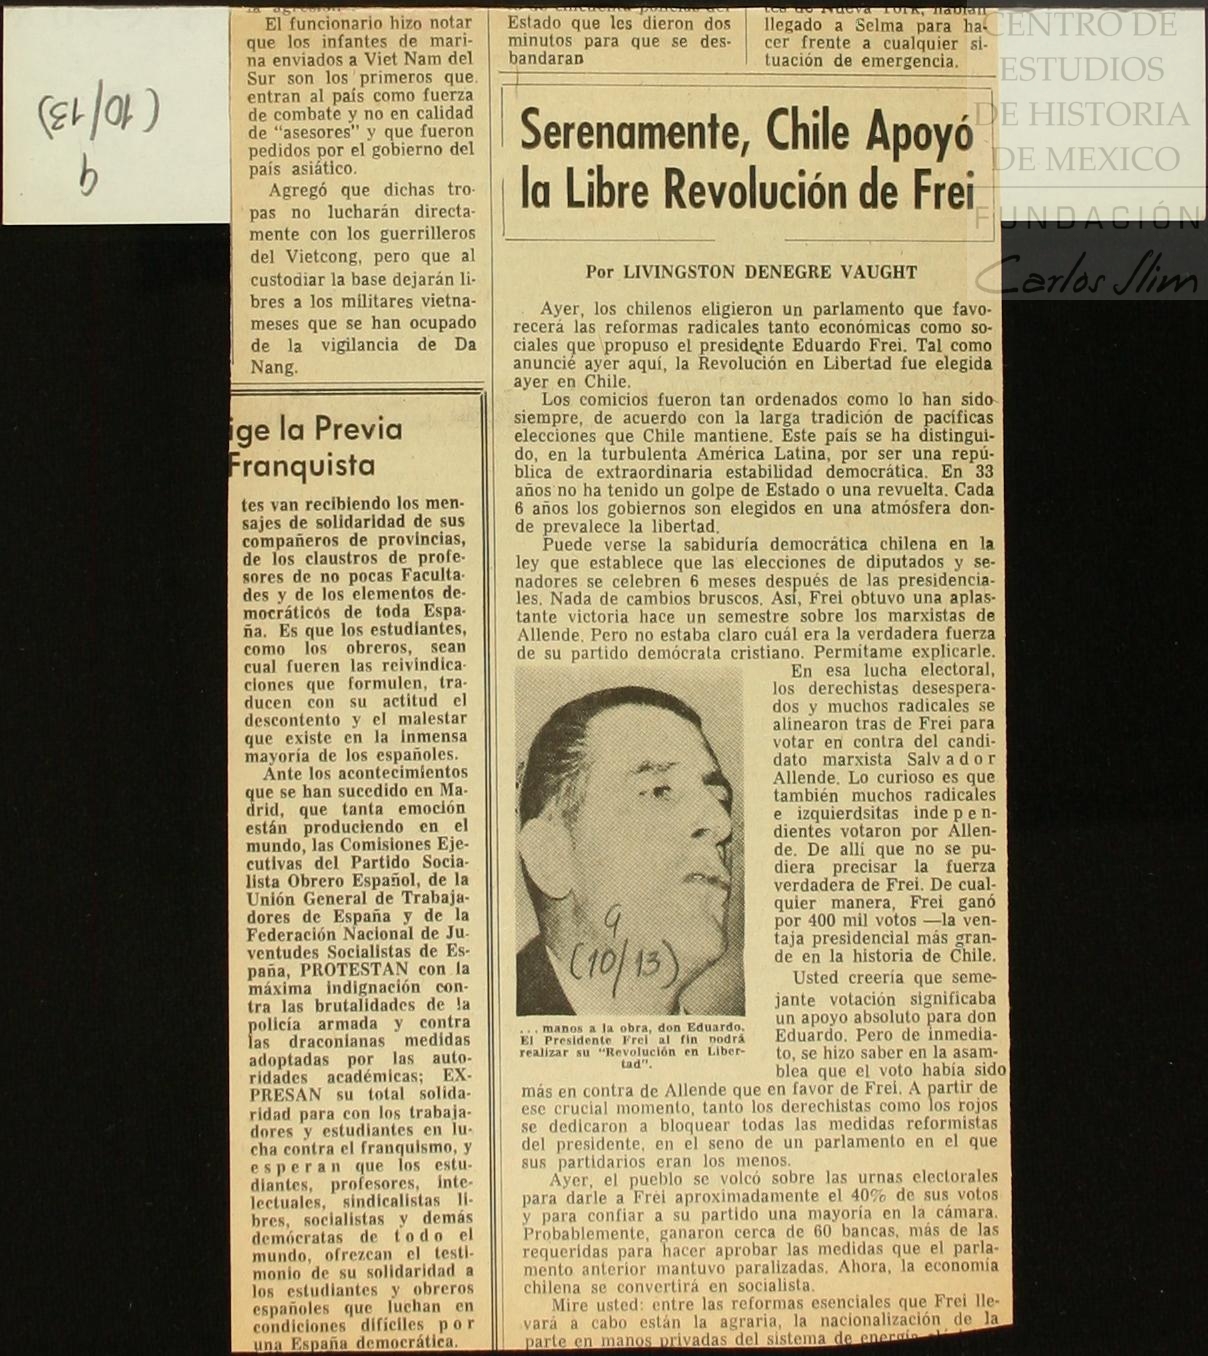 El funcionario hizo notar
que los infantes de mari-
na enviados a Viet Nam del
Sur son los primeros que
entran al país como fuerza
de combate y no en calidad
de "asesores" y que fueron
pedidos por el gobierno del
país asiático.
Agregó que dichas tro-
pas no lucharán directa-
mente con los guerrilleros
del Vietcong, pero que al
custodiar la base dejarán li-
bres a los militares vietna-
meses que se han ocupado
de la vigilancia de Da
Nang.
ige la Previa
Franquista
tes van recibiendo los men-
sajes de solidaridad de sus
compañeros de provincias,
de los claustros de profe-
sores de no pocas Faculta-
des y de los elementos de-
mocráticos de toda Espa-
ña. Es que los estudiantes,
como los obreros, sean
cual fueren las reivindica-
ciones que formulen, tra-
ducen con su actitud el
descontento y el malestar
que existe en la inmensa
mayoría de los españoles.
Ante los acontecimientos
que se han sucedido en Ma-
drid, que tanta emoción
están produciendo en el
mundo, las Comisiones Eje-
cutivas del Partido Socia-
lista Obrero Español, de la
Unión General de Trabaja-
dores de España y de la
Federación Nacional de Ju-
ventudes Socialistas de Es-
paña, PROTESTAN con la
máxima indignación con-
tra las brutalidades de la
policía armada y contra
las draconianas medidas
adoptadas por las auto-
ridades académicas; EX-
PRESAN su total solida-
ridad para con los trabaja-
dores y estudiantes en lu-
cha contra el franquismo, y
esperan que los estu-
diantes, profesores, inte-
lectuales, sindicalistas li-
bres, socialistas y demás
demócratas de todo el
mundo, ofrezcan el testi-
monio de su solidaridad a
los estudiantes y obreros
españoles que luchan en
condiciones difíciles por
una España democrática.
Estado que les dieron dos
minutos para que se des-
bandaran
tes de Nueva York, habían
llegado a Selma para ha-
cer frente a cualquier si-
tuación de emergencia.
Serenamente, Chile Apoyó
la Libre Revolución de Frei
Por LIVINGSTON DENEGRE VAUGHT
Ayer, los chilenos eligieron un parlamento que favo-
recerá las reformas radicales tanto económicas como so-
ciales que propuso el presidente Eduardo Frei. Tal como
anuncié ayer aquí, la Revolución en Libertad fue elegida
ayer en Chile.
Los comicios fueron tan ordenados como lo han sido
siempre, de acuerdo con la larga tradición de pacíficas
elecciones que Chile mantiene. Este país se ha distingui-
do, en la turbulenta América Latina, por ser una repú-
blica de extraordinaria estabilidad democrática. En 33
años no ha tenido un golpe de Estado o una revuelta. Cada
6 años los gobiernos son elegidos en una atmósfera don-
de prevalece la libertad.
Puede verse la sabiduría democrática chilena en la
ley que establece que las elecciones de diputados y se-
nadores se celebren 6 meses después de las presidencia-
les. Nada de cambios bruscos. Así, Frei obtuvo una aplas-
tante victoria hace un semestre sobre los marxistas de
Allende. Pero no estaba claro cuál era la verdadera fuerza
de su partido demócrata cristiano. Permítame explicarle.
En esa lucha electoral,
los derechistas desespera-
dos y muchos radicales se
alinearon tras de Frei para
votar en contra del candi-
dato marxista Salvador
Allende. Lo curioso es que
también muchos radicales
e izquierdsitas indepen-
dientes votaron por Allen-
de. De allí que no se pu-
diera precisar la fuerza
verdadera de Frei. De cual-
quier manera, Frei ganó
por 400 mil votos —la ven-
taja presidencial más gran-
de en la historia de Chile.
Usted creería que seme-
jante votación significaba
un apoyo absoluto para don
Eduardo. Pero de inmedia-
to, se hizo saber en la asam-
blea que el voto había sido
más en contra de Allende que en favor de Frei. A partir de
ese crucial momento, tanto los derechistas como los rojos
se dedicaron a bloquear todas las medidas reformistas
del presidente, en el seno de un parlamento en el que
sus partidarios eran los menos.
Ayer, el pueblo se volcó sobre las urnas electorales
para darle a Frei aproximadamente el 40% de sus votos
y para confiar a su partido una mayoría en la cámara.
Probablemente, ganaron cerca de 60 bancas, más de las
requeridas para hacer aprobar las medidas que el parla-
mento anterior mantuvo paralizadas. Ahora, la economía
chilena se convertirá en socialista.
Mire usted: entre las reformas esenciales que Frei lle-
vará a cabo están la agraria, la nacionalización de la
parte en manos privadas del sistema de energía
... manos a la obra, don Eduardo.
El Presidente Frei al fin podrá
realizar su "Revolución en Liber-
tad".
9
(10/13)
9
(10/13)
CENTRO DE
ESTUDIOS
DE HISTORIA
DE MEXICO
FUNDACIÓN
Carlos Slim